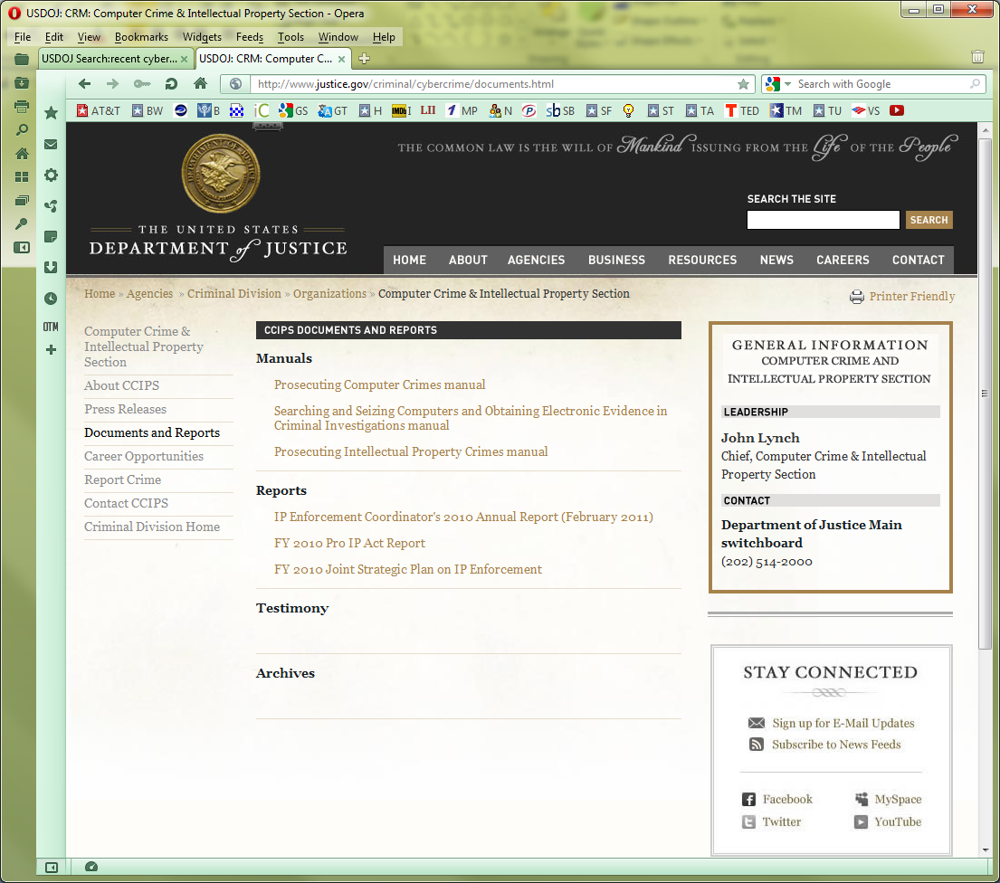 USDOJ: CRM: Computer Crime & Intellectual Property Section - Opera
File Edit View Bookmarks Widgets Feeds Tools Window Help
USDOJ Search:recent cyber...
USDOJ: CRM: Computer C...
http://www.justice.gov/criminal/cybercrime/documents.html
Search with Google
AT&T BW B iC GS GT H IMDb I LII MP N SB SF ST TA TED TM TU VS
THE COMMON LAW IS THE WILL OF Mankind ISSUING FROM THE Life OF THE People
SEARCH THE SITE
SEARCH
THE UNITED STATES
DEPARTMENT of JUSTICE
HOME ABOUT AGENCIES BUSINESS RESOURCES NEWS CAREERS CONTACT
Home » Agencies » Criminal Division » Organizations » Computer Crime & Intellectual Property Section
Printer Friendly
Computer Crime &
Intellectual Property
Section
About CCIPS
Press Releases
Documents and Reports
Career Opportunities
Report Crime
Contact CCIPS
Criminal Division Home
OTM
CCIPS DOCUMENTS AND REPORTS
Manuals
Prosecuting Computer Crimes manual
Searching and Seizing Computers and Obtaining Electronic Evidence in
Criminal Investigations manual
Prosecuting Intellectual Property Crimes manual
Reports
IP Enforcement Coordinator's 2010 Annual Report (February 2011)
FY 2010 Pro IP Act Report
FY 2010 Joint Strategic Plan on IP Enforcement
Testimony
Archives
GENERAL INFORMATION
COMPUTER CRIME AND
INTELLECTUAL PROPERTY SECTION
LEADERSHIP
John Lynch
Chief, Computer Crime & Intellectual
Property Section
CONTACT
Department of Justice Main
switchboard
(202) 514-2000
STAY CONNECTED
Sign up for E-Mail Updates
Subscribe to News Feeds
Facebook
MySpace
Twitter
YouTube